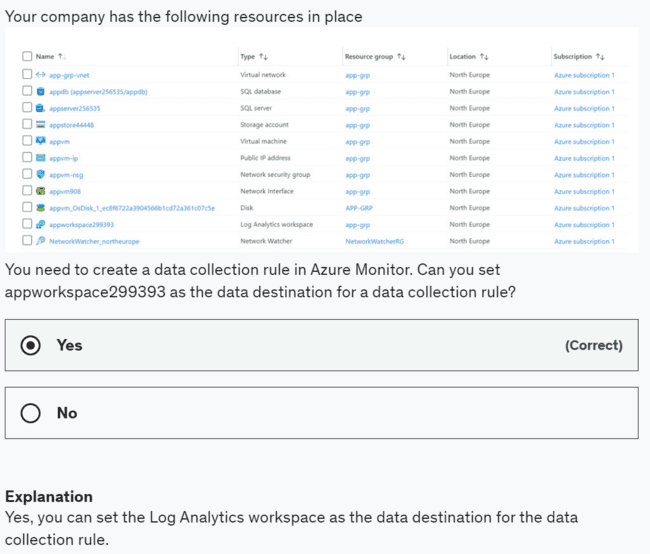 Your company has the following resources in place
Name ↑ Type ↑↓ Resource group ↑↓ Location ↑↓ Subscription ↑↓
app-grp-vnet Virtual network app-grp North Europe Azure subscription 1
appdb (appserver256535/appdb) SQL database app-grp North Europe Azure subscription 1
appserver256535 SQL server app-grp North Europe Azure subscription 1
appstore44448 Storage account app-grp North Europe Azure subscription 1
appvm Virtual machine app-grp North Europe Azure subscription 1
appvm-ip Public IP address app-grp North Europe Azure subscription 1
appvm-nsg Network security group app-grp North Europe Azure subscription 1
appvm908 Network Interface app-grp North Europe Azure subscription 1
appvm_OsDisk_1_ec8f6722a3904566b1cd72a361c07c5e Disk APP-GRP North Europe Azure subscription 1
appworkspace299393 Log Analytics workspace app-grp North Europe Azure subscription 1
NetworkWatcher_northeurope Network Watcher NetworkWatcherRG North Europe Azure subscription 1
You need to create a data collection rule in Azure Monitor. Can you set
appworkspace299393 as the data destination for a data collection rule?
Yes (Correct)
No
Explanation
Yes, you can set the Log Analytics workspace as the data destination for the data
collection rule.